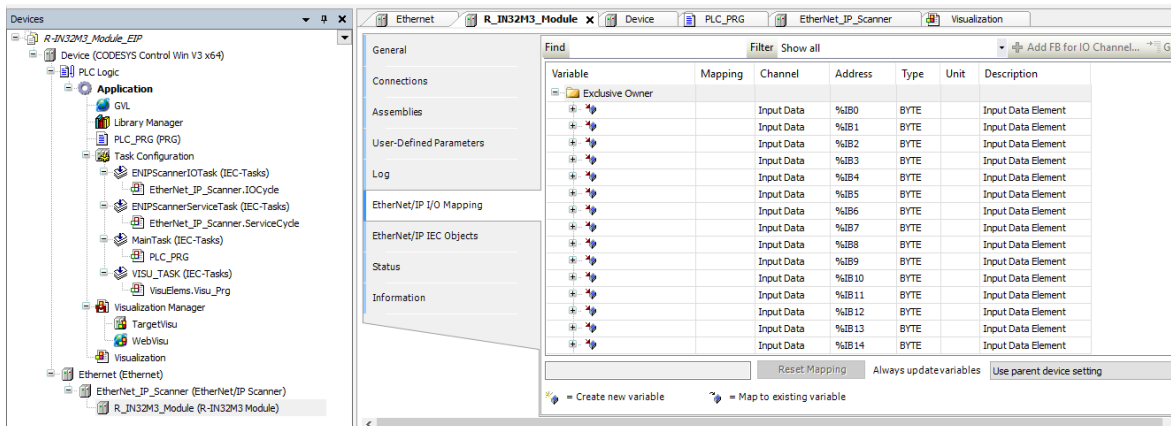 Devices
R-IN32M3_Module_EIP
Device (CODESYS Control Win V3 x64)
PLC Logic
Application
GVL
Library Manager
PLC_PRG (PRG)
Task Configuration
ENIPScannerIOTask (IEC-Tasks)
EtherNet_IP_Scanner.IOCycle
ENIPScannerServiceTask (IEC-Tasks)
EtherNet_IP_Scanner.ServiceCycle
MainTask (IEC-Tasks)
PLC_PRG
VISU_TASK (IEC-Tasks)
VisuElems.Visu_Prg
Visualization Manager
TargetVisu
WebVisu
Visualization
Ethernet (Ethernet)
EtherNet_IP_Scanner (EtherNet/IP Scanner)
R_IN32M3_Module (R-IN32M3 Module)
Ethernet R_IN32M3_Module Device PLC_PRG EtherNet_IP_Scanner Visualization
General
Connections
Assemblies
User-Defined Parameters
Log
EtherNet/IP I/O Mapping
EtherNet/IP IEC Objects
Status
Information
Find Filter Show all Add FB for IO Channel... G
Variable Mapping Channel Address Type Unit Description
Exclusive Owner
Input Data %IB0 BYTE Input Data Element
Input Data %IB1 BYTE Input Data Element
Input Data %IB2 BYTE Input Data Element
Input Data %IB3 BYTE Input Data Element
Input Data %IB4 BYTE Input Data Element
Input Data %IB5 BYTE Input Data Element
Input Data %IB6 BYTE Input Data Element
Input Data %IB7 BYTE Input Data Element
Input Data %IB8 BYTE Input Data Element
Input Data %IB9 BYTE Input Data Element
Input Data %IB10 BYTE Input Data Element
Input Data %IB11 BYTE Input Data Element
Input Data %IB12 BYTE Input Data Element
Input Data %IB13 BYTE Input Data Element
Input Data %IB14 BYTE Input Data Element
Reset Mapping Always update variables Use parent device setting
= Create new variable = Map to existing variable